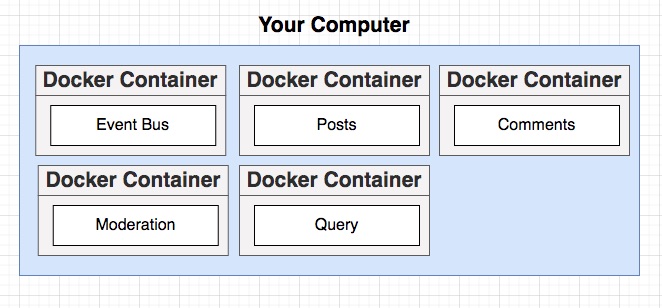 Your Computer
Docker Container
Event Bus
Docker Container
Posts
Docker Container
Comments
Docker Container
Moderation
Docker Container
Query